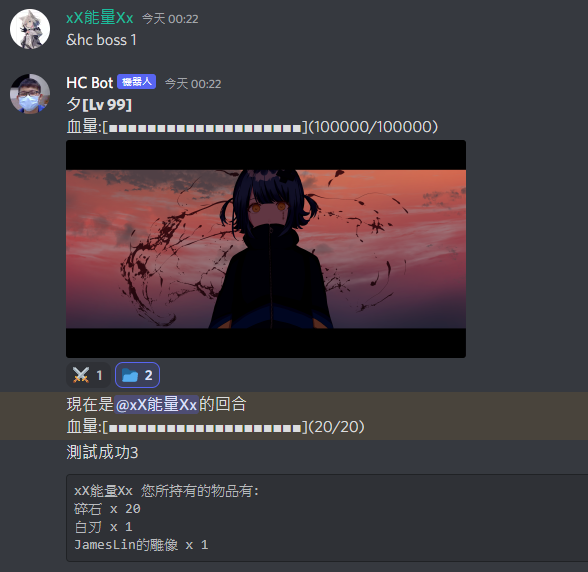 xX能量Xx 今天 00:22
&hc boss 1
HC Bot 機器人 今天 00:22
夕[Lv 99]
血量:[■■■■■■■■■■■■■■■■■■■■](100000/100000)
1
2
現在是@xX能量Xx的回合
血量:[■■■■■■■■■■■■■■■■■■■■](20/20)
測試成功3
xX能量Xx 您所持有的物品有:
碎石 x 20
白刃 x 1
JamesLin的雕像 x 1